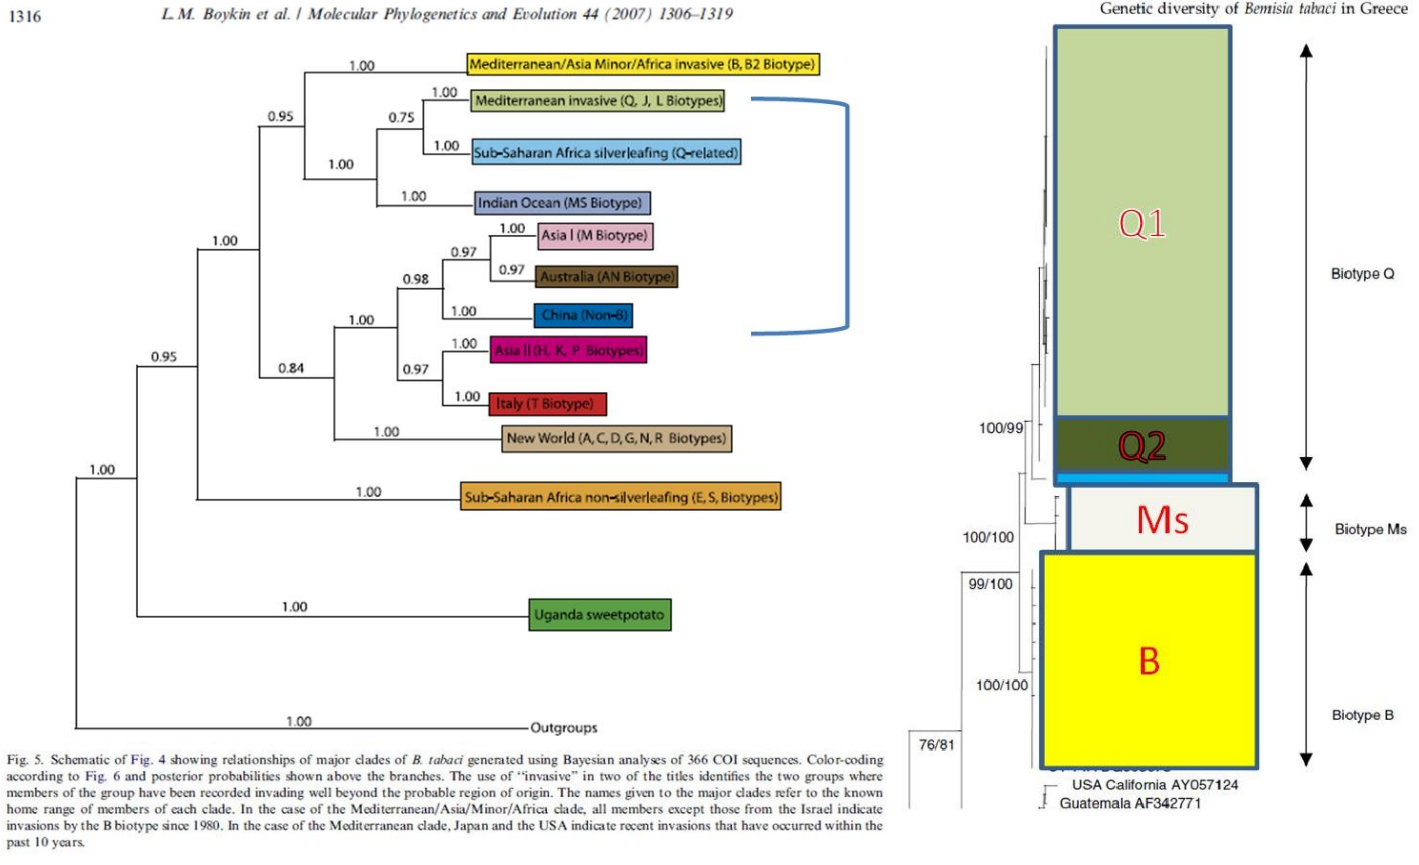 1316
L. M. Boykin et al. / Molecular Phylogenetics and Evolution 44 (2007) 1306–1319
1.00
Mediterranean/Asia Minor/Africa invasive (B, B2 Biotype)
1.00
Mediterranean invasive (Q, J, L Biotypes)
0.95
0.75
1.00
Sub-Saharan Africa silverleafing (Q-related)
1.00
1.00
Indian Ocean (MS Biotype)
1.00
1.00
Asia I (M Biotype)
0.97
0.97
Australia (AN Biotype)
0.98
1.00
China (Non-B)
1.00
1.00
Asia II (H, K, P Biotypes)
0.95
0.84
0.97
1.00
Italy (T Biotype)
1.00
New World (A, C, D, G, N, R Biotypes)
1.00
1.00
Sub-Saharan Africa non-silverleafing (E, S, Biotypes)
1.00
Uganda sweetpotato
1.00
Outgroups
Fig. 5. Schematic of Fig. 4 showing relationships of major clades of B. tabaci generated using Bayesian analyses of 366 COI sequences. Color-coding
according to Fig. 6 and posterior probabilities shown above the branches. The use of “invasive” in two of the titles identifies the two groups where
members of the group have been recorded invading well beyond the probable region of origin. The names given to the major clades refer to the known
home range of members of each clade. In the case of the Mediterranean/Asia/Minor/Africa clade, all members except those from the Israel indicate
invasions by the B biotype since 1980. In the case of the Mediterranean clade, Japan and the USA indicate recent invasions that have occurred within the
past 10 years.
Genetic diversity of Bemisia tabaci in Greece
Q1
Biotype Q
100/99
Q2
Ms
Biotype Ms
100/100
99/100
B
100/100
Biotype B
76/81
USA California AY057124
Guatemala AF342771